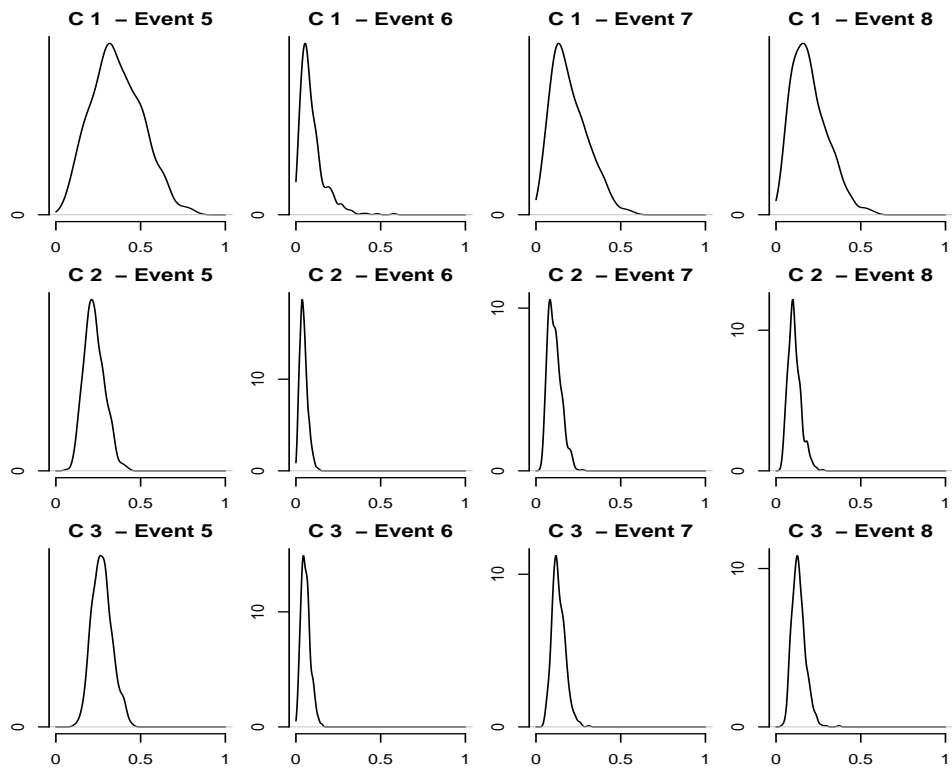 C 1 – Event 5 C 1 – Event 6 C 1 – Event 7 C 1 – Event 8
0 0 0 0
0 0.5 1 0 0.5 1 0 0.5 1 0 0.5 1
C 2 – Event 5 C 2 – Event 6 C 2 – Event 7 C 2 – Event 8
10 10 10
0 0 0 0
0 0.5 1 0 0.5 1 0 0.5 1 0 0.5 1
C 3 – Event 5 C 3 – Event 6 C 3 – Event 7 C 3 – Event 8
10 10 10
0 0 0 0
0 0.5 1 0 0.5 1 0 0.5 1 0 0.5 1